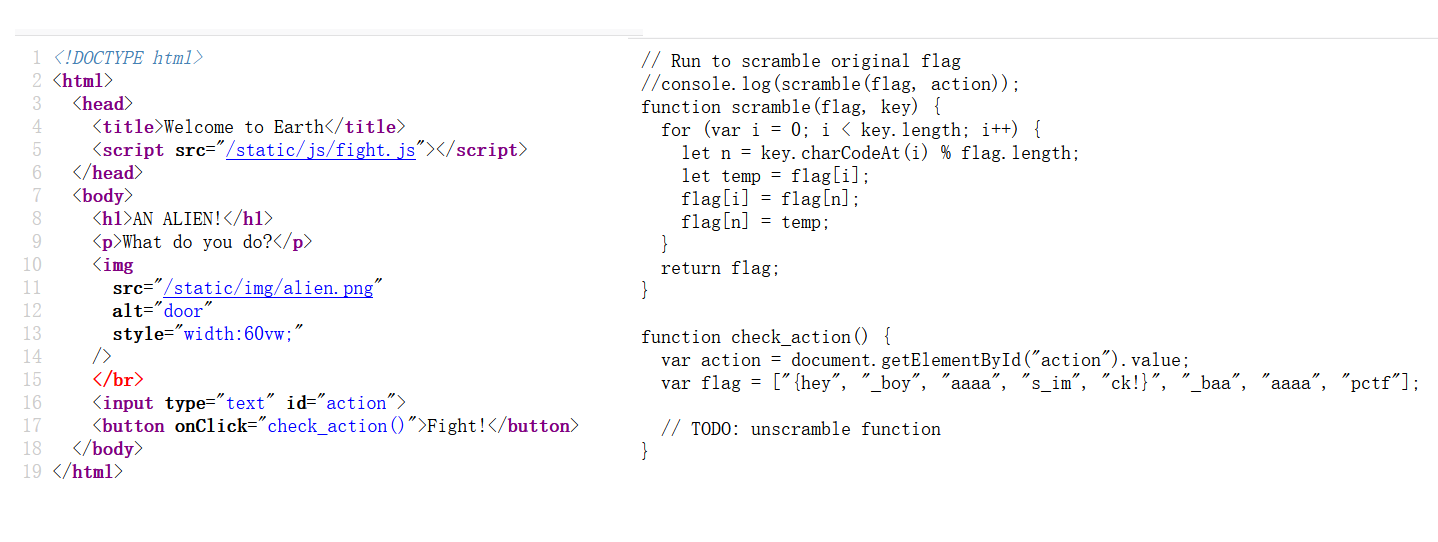 1 <!DOCTYPE html>
2 <html>
3   <head>
4     <title>Welcome to Earth</title>
5     <script src="/static/js/fight.js"></script>
6   </head>
7   <body>
8     <h1>AN ALIEN!</h1>
9     <p>What do you do?</p>
10     <img
11       src="/static/img/alien.png"
12       alt="door"
13       style="width:60vw;"
14     />
15     </br>
16     <input type="text" id="action">
17     <button onClick="check_action()">Fight!</button>
18   </body>
19 </html>
// Run to scramble original flag
//console.log(scramble(flag, action));
function scramble(flag, key) {
  for (var i = 0; i < key.length; i++) {
    let n = key.charCodeAt(i) % flag.length;
    let temp = flag[i];
    flag[i] = flag[n];
    flag[n] = temp;
  }
  return flag;
}
function check_action() {
  var action = document.getElementById("action").value;
  var flag = ["{hey", "_boy", "aaaa", "s_im", "ck!}", "_baa", "aaaa", "pctf"];
  // TODO: unscramble function
}